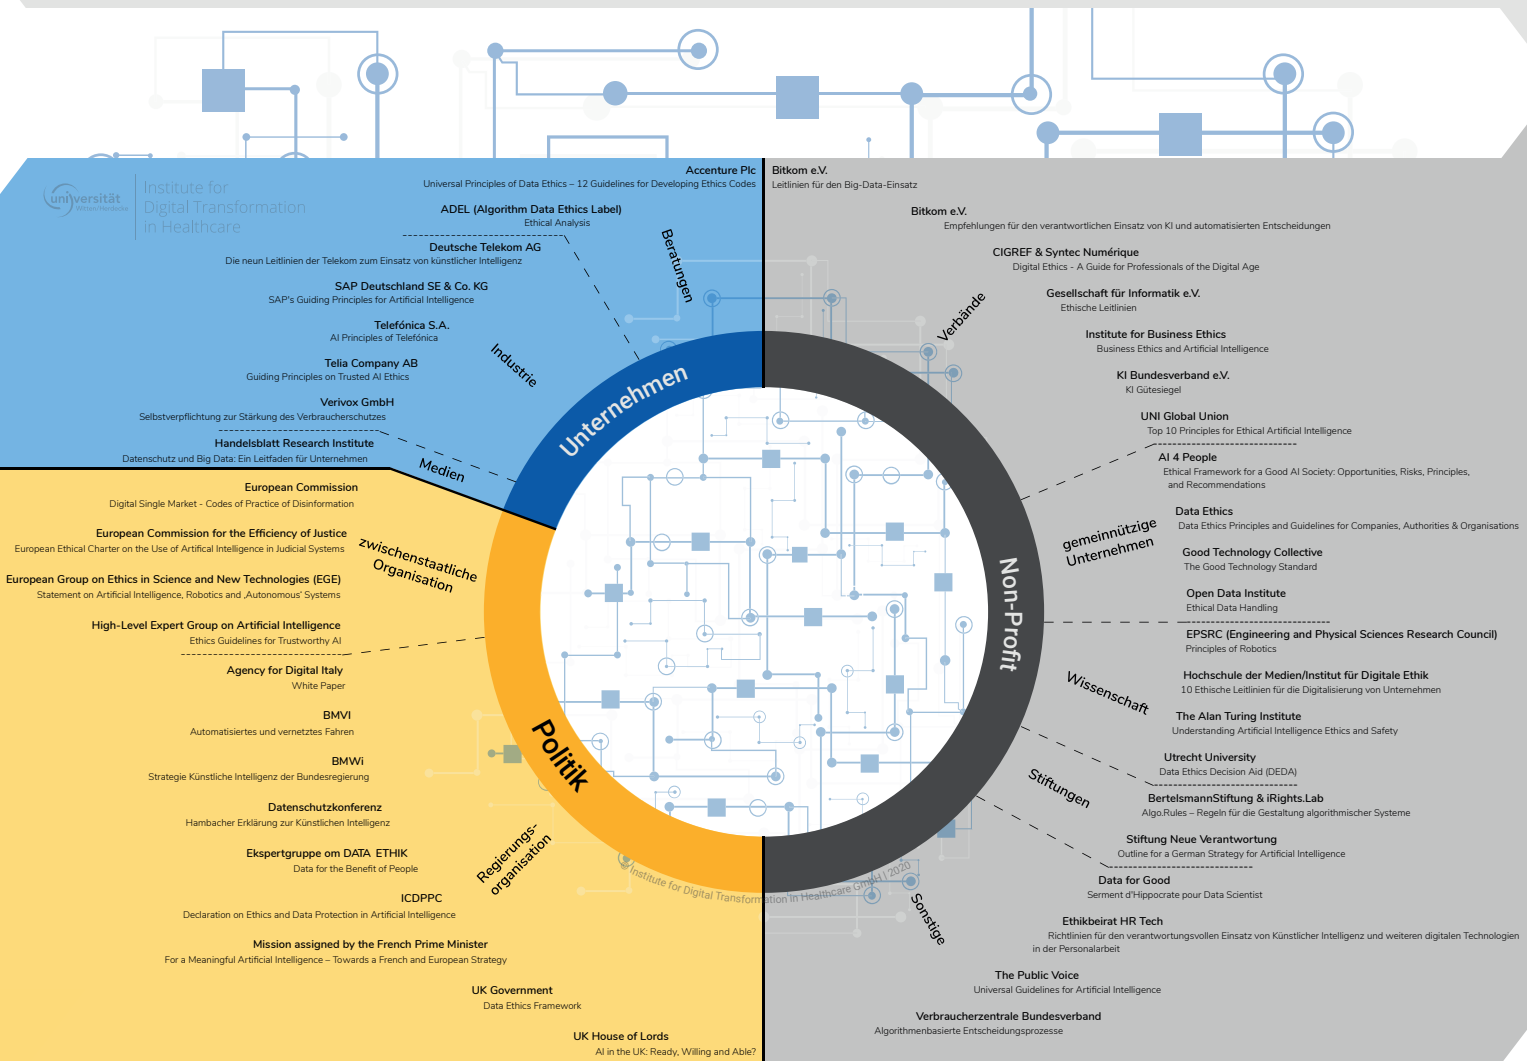 universität
Witten/Herdecke
Institute for
Digital Transformation
in Healthcare
Accenture Plc
Universal Principles of Data Ethics – 12 Guidelines for Developing Ethics Codes
ADEL (Algorithm Data Ethics Label)
Ethical Analysis
Beratungen
Deutsche Telekom AG
Die neun Leitlinien der Telekom zum Einsatz von künstlicher Intelligenz
SAP Deutschland SE & Co. KG
SAP's Guiding Principles for Artificial Intelligence
Telefónica S.A.
AI Principles of Telefónica
Telia Company AB
Guiding Principles on Trusted AI Ethics
Verivox GmbH
Selbstverpflichtung zur Stärkung des Verbraucherschutzes
Industrie
Handelsblatt Research Institute
Datenschutz und Big Data: Ein Leitfaden für Unternehmen
Medien
Unternehmen
European Commission
Digital Single Market - Codes of Practice of Disinformation
European Commission for the Efficiency of Justice
European Ethical Charter on the Use of Artifical Intelligence in Judicial Systems
European Group on Ethics in Science and New Technologies (EGE)
Statement on Artificial Intelligence, Robotics and ‚Autonomous' Systems
High-Level Expert Group on Artificial Intelligence
Ethics Guidelines for Trustworthy AI
zwischenstaatliche
Organisation
Agency for Digital Italy
White Paper
BMVI
Automatisiertes und vernetztes Fahren
BMWi
Strategie Künstliche Intelligenz der Bundesregierung
Datenschutzkonferenz
Hambacher Erklärung zur Künstlichen Intelligenz
Ekspertgruppe om DATA ETHIK
Data for the Benefit of People
ICDPPC
Declaration on Ethics and Data Protection in Artificial Intelligence
Mission assigned by the French Prime Minister
For a Meaningful Artificial Intelligence – Towards a French and European Strategy
UK Government
Data Ethics Framework
UK House of Lords
AI in the UK: Ready, Willing and Able?
Regierungs-
organisation
Politik
Bitkom e.V.
Leitlinien für den Big-Data-Einsatz
Bitkom e.V.
Empfehlungen für den verantwortlichen Einsatz von KI und automatisierten Entscheidungen
CIGREF & Syntec Numérique
Digital Ethics - A Guide for Professionals of the Digital Age
Gesellschaft für Informatik e.V.
Ethische Leitlinien
Institute for Business Ethics
Business Ethics and Artificial Intelligence
KI Bundesverband e.V.
KI Gütesiegel
UNI Global Union
Top 10 Principles for Ethical Artificial Intelligence
Verbände
AI 4 People
Ethical Framework for a Good AI Society: Opportunities, Risks, Principles,
and Recommendations
Data Ethics
Data Ethics Principles and Guidelines for Companies, Authorities & Organisations
Good Technology Collective
The Good Technology Standard
Open Data Institute
Ethical Data Handling
gemeinnützige
Unternehmen
EPSRC (Engineering and Physical Sciences Research Council)
Principles of Robotics
Hochschule der Medien/Institut für Digitale Ethik
10 Ethische Leitlinien für die Digitalisierung von Unternehmen
The Alan Turing Institute
Understanding Artificial Intelligence Ethics and Safety
Utrecht University
Data Ethics Decision Aid (DEDA)
Wissenschaft
BertelsmannStiftung & iRights.Lab
Algo.Rules – Regeln für die Gestaltung algorithmischer Systeme
Stiftung Neue Verantwortung
Outline for a German Strategy for Artificial Intelligence
Stiftungen
Data for Good
Serment d'Hippocrate pour Data Scientist
Ethikbeirat HR Tech
Richtlinien für den verantwortungsvollen Einsatz von Künstlicher Intelligenz und weiteren digitalen Technologien
in der Personalarbeit
The Public Voice
Universal Guidelines for Artificial Intelligence
Verbraucherzentrale Bundesverband
Algorithmenbasierte Entscheidungsprozesse
Sonstige
Non-Profit
© Institute for Digital Transformation in Healthcare GmbH | 2020